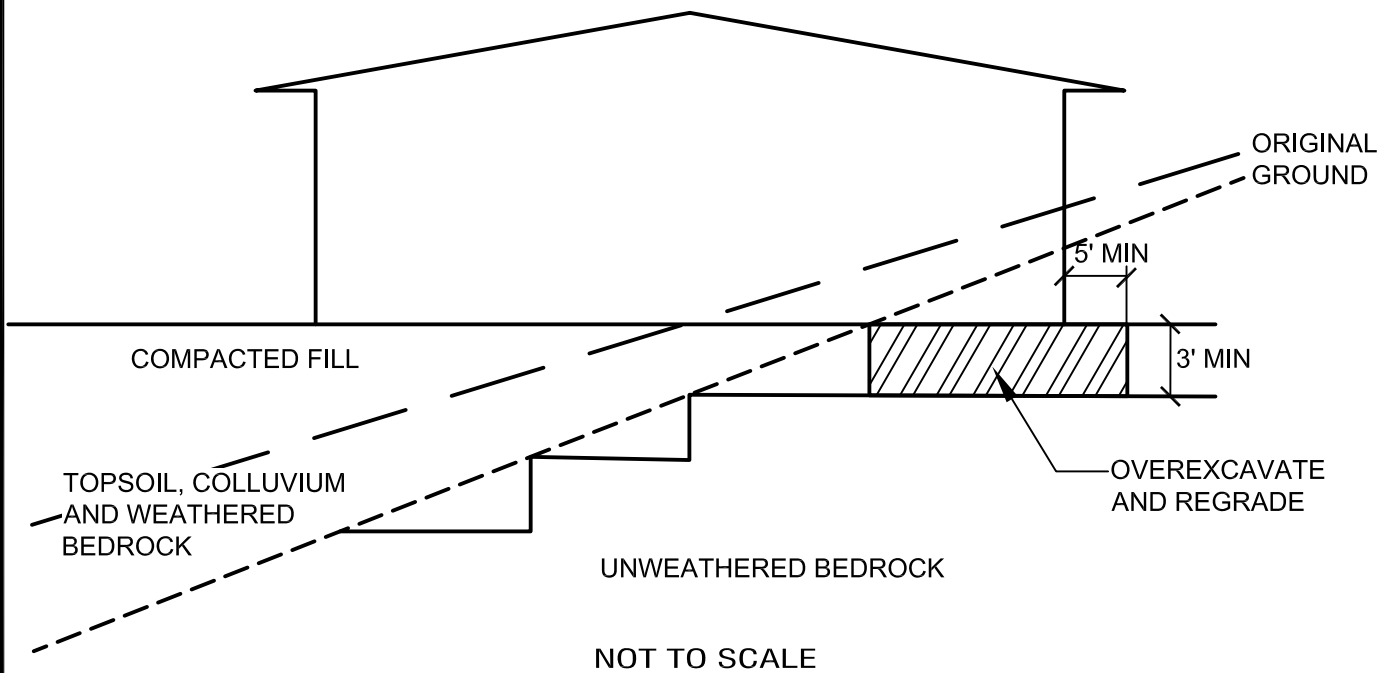 ORIGINAL
GROUND
5' MIN
COMPACTED FILL
3' MIN
TOPSOIL, COLLUVIUM
AND WEATHERED
BEDROCK
OVEREXCAVATE
AND REGRADE
UNWEATHERED BEDROCK
NOT TO SCALE